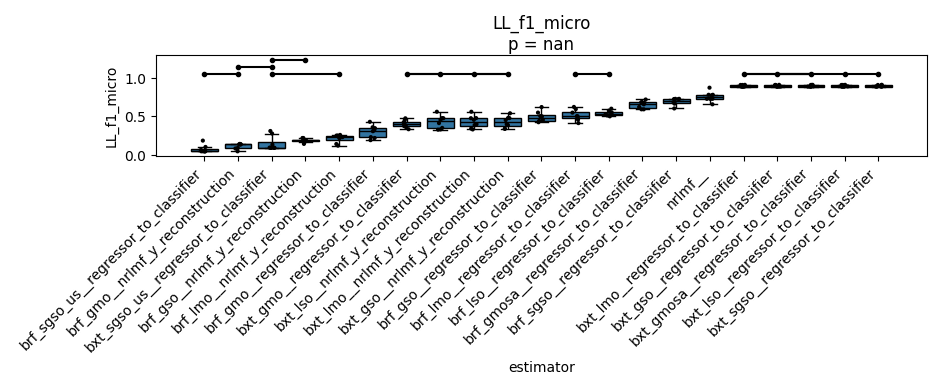 LL_f1_micro
p = nan
LL_f1_micro
1.0
0.5
0.0
brf_sgso_us__regressor_to_classifier
brf_gmo__nrlmf_y_reconstruction
bxt_sgso_us__regressor_to_classifier
brf_gso__nrlmf_y_reconstruction
brf_lmo__nrlmf_y_reconstruction
brf_gmo__regressor_to_classifier
bxt_gmo__regressor_to_classifier
bxt_lso__nrlmf_y_reconstruction
bxt_lmo__nrlmf_y_reconstruction
bxt_gso__nrlmf_y_reconstruction
brf_gso__regressor_to_classifier
brf_lmo__regressor_to_classifier
brf_lso__regressor_to_classifier
brf_gmosa__regressor_to_classifier
brf_sgso__regressor_to_classifier
nrlmf__
bxt_lmo__regressor_to_classifier
bxt_gso__regressor_to_classifier
bxt_gmosa__regressor_to_classifier
bxt_lso__regressor_to_classifier
bxt_sgso__regressor_to_classifier
estimator